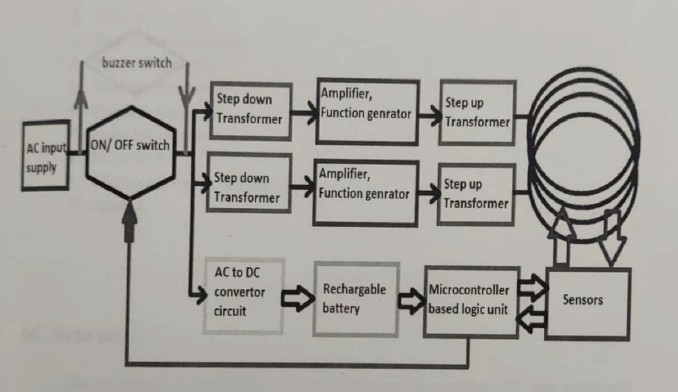 buzzer switch
AC input
supply
ON/ OFF switch
Step down
Transformer
Amplifier,
Function genrator
Step up
Transformer
Step down
Transformer
Amplifier,
Function genrator
Step up
Transformer
AC to DC
convertor
circuit
Rechargable
battery
Microcontroller
based logic unit
Sensors